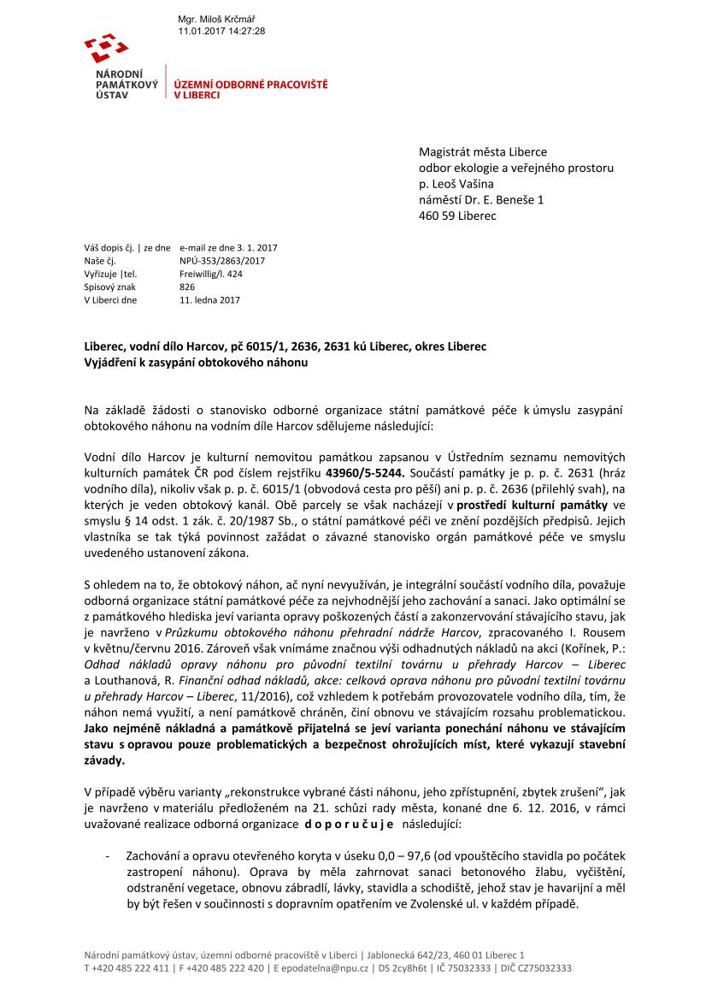 Mgr. Miloš Krčmář
11.01.2017 14:27:28
NÁRODNÍ
PAMÁTKOVÝ
ÚSTAV
ÚZEMNÍ ODBORNÉ PRACOVIŠTĚ
V LIBERCI
Magistrát města Liberce
odbor ekologie a veřejného prostoru
p. Leoš Vašina
náměstí Dr. E. Beneše 1
460 59 Liberec
Váš dopis čj. | ze dne e-mail ze dne 3. 1. 2017
Naše čj. NPÚ-353/2863/2017
Vyřizuje |tel. Freiwillig/l. 424
Spisový znak 826
V Liberci dne 11. ledna 2017
Liberec, vodní dílo Harcov, pč 6015/1, 2636, 2631 kú Liberec, okres Liberec
Vyjádření k zasypání obtokového náhonu
Na základě žádosti o stanovisko odborné organizace státní památkové péče k úmyslu zasypání
obtokového náhonu na vodním díle Harcov sdělujeme následující:
Vodní dílo Harcov je kulturní nemovitou památkou zapsanou v Ústředním seznamu nemovitých
kulturních památek ČR pod číslem rejstříku 43960/5-5244. Součástí památky je p. p. č. 2631 (hráz
vodního díla), nikoliv však p. p. č. 6015/1 (obvodová cesta pro pěší) ani p. p. č. 2636 (přilehlý svah), na
kterých je veden obtokový kanál. Obě parcely se však nacházejí v prostředí kulturní památky ve
smyslu § 14 odst. 1 zák. č. 20/1987 Sb., o státní památkové péči ve znění pozdějších předpisů. Jejich
vlastníka se tak týká povinnost zažádat o závazné stanovisko orgán památkové péče ve smyslu
uvedeného ustanovení zákona.
S ohledem na to, že obtokový náhon, ač nyní nevyužíván, je integrální součástí vodního díla, považuje
odborná organizace státní památkové péče za nejvhodnější jeho zachování a sanaci. Jako optimální se
z památkového hlediska jeví varianta opravy poškozených částí a zakonzervování stávajícího stavu, jak
je navrženo v Průzkumu obtokového náhonu přehradní nádrže Harcov, zpracovaného I. Rousem
v květnu/červnu 2016. Zároveň však vnímáme značnou výši odhadnutých nákladů na akci (Kořínek, P.:
Odhad nákladů opravy náhonu pro původní textilní továrnu u přehrady Harcov – Liberec
a Louthanová, R. Finanční odhad nákladů, akce: celková oprava náhonu pro původní textilní továrnu
u přehrady Harcov – Liberec, 11/2016), což vzhledem k potřebám provozovatele vodního díla, tím, že
náhon nemá využití, a není památkově chráněn, činí obnovu ve stávajícím rozsahu problematickou.
Jako nejméně nákladná a památkově přijatelná se jeví varianta ponechání náhonu ve stávajícím
stavu s opravou pouze problematických a bezpečnost ohrožujících míst, které vykazují stavební
závady.
V případě výběru varianty „rekonstrukce vybrané části náhonu, jeho zpřístupnění, zbytek zrušení“, jak
je navrženo v materiálu předloženém na 21. schůzi rady města, konané dne 6. 12. 2016, v rámci
uvažované realizace odborná organizace d o p o r u č u j e následující:
- Zachování a opravu otevřeného koryta v úseku 0,0 – 97,6 (od vpouštěcího stavidla po počátek
zastropení náhonu). Oprava by měla zahrnovat sanaci betonového žlabu, vyčištění,
odstranění vegetace, obnovu zábradlí, lávky, stavidla a schodiště, jehož stav je havarijní a měl
by být řešen v součinnosti s dopravním opatřením ve Zvolenské ul. v každém případě.
Národní památkový ústav, územní odborné pracoviště v Liberci | Jablonecká 642/23, 460 01 Liberec 1
T +420 485 222 411 | F +420 485 222 420 | E epodatelna@npu.cz | DS 2cy8h6t | IČ 75032333 | DIČ CZ75032333